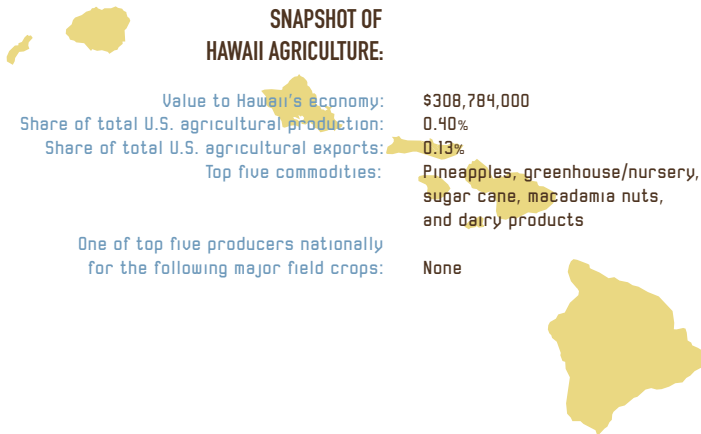 SNAPSHOT OF
HAWAII AGRICULTURE:
Value to Hawaii's economy: $308,784,000
Share of total U.S. agricultural production: 0.40%
Share of total U.S. agricultural exports: 0.13%
Top five commodities: Pineapples, greenhouse/nursery,
sugar cane, macadamia nuts,
and dairy products
One of top five producers nationally
for the following major field crops: None